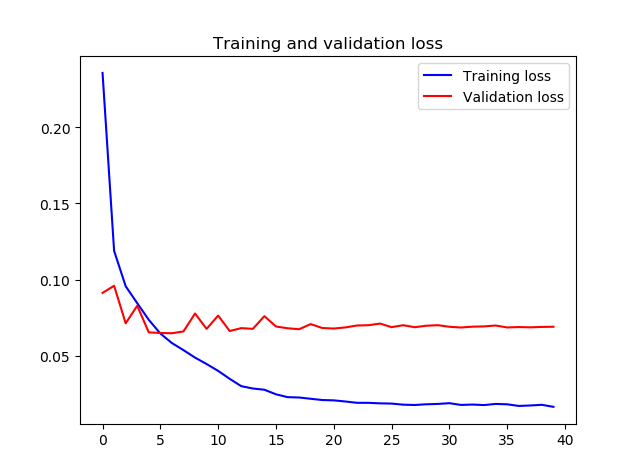 Training and validation loss
Training loss
Validation loss
0.20
0.15
0.10
0.05
0 5 10 15 20 25 30 35 40